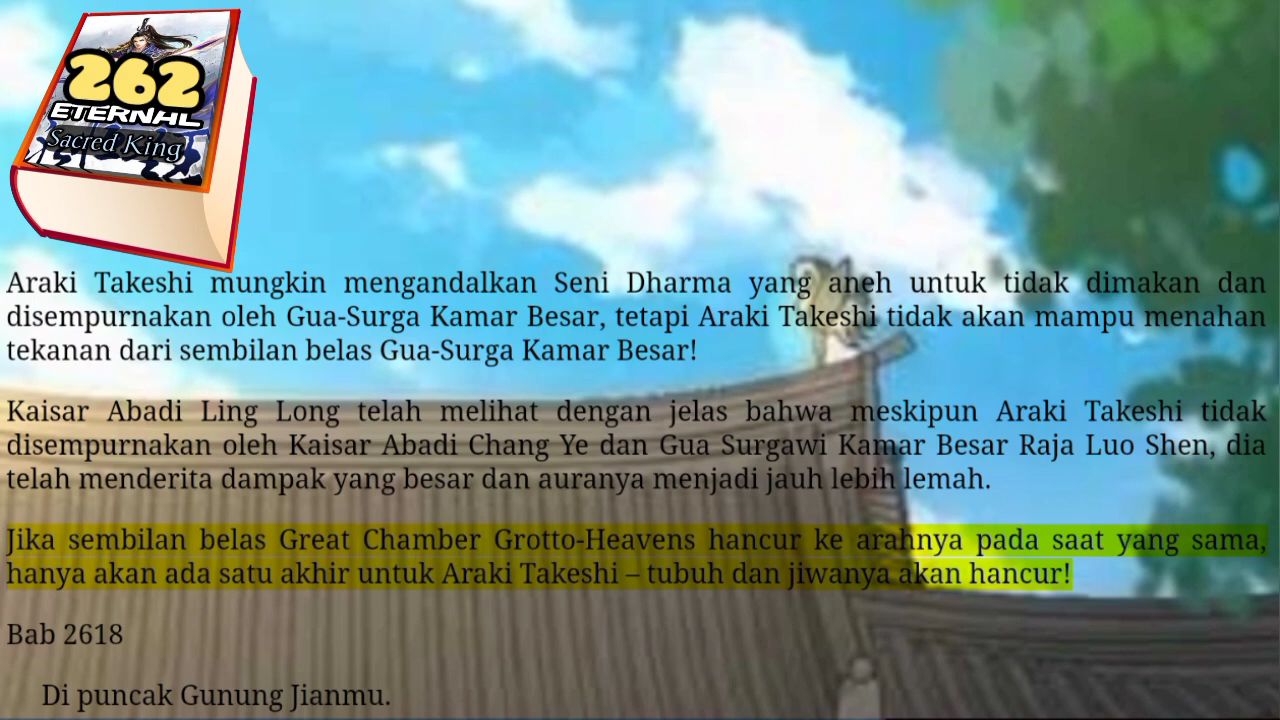 262
ETERNAL
Sacred King
Araki Takeshi mungkin mengandalkan Seni Dharma yang aneh untuk tidak dimakan dan
disempurnakan oleh Gua-Surga Kamar Besar, tetapi Araki Takeshi tidak akan mampu menahan
tekanan dari sembilan belas Gua-Surga Kamar Besar!
Kaisar Abadi Ling Long telah melihat dengan jelas bahwa meskipun Araki Takeshi tidak
disempurnakan oleh Kaisar Abadi Chang Ye dan Gua Surgawi Kamar Besar Raja Luo Shen, dia
telah menderita dampak yang besar dan auranya menjadi jauh lebih lemah.
Jika sembilan belas Great Chamber Grotto-Heavens hancur ke arahnya pada saat yang sama,
hanya akan ada satu akhir untuk Araki Takeshi – tubuh dan jiwanya akan hancur!
Bab 2618
Di puncak Gunung Jianmu.